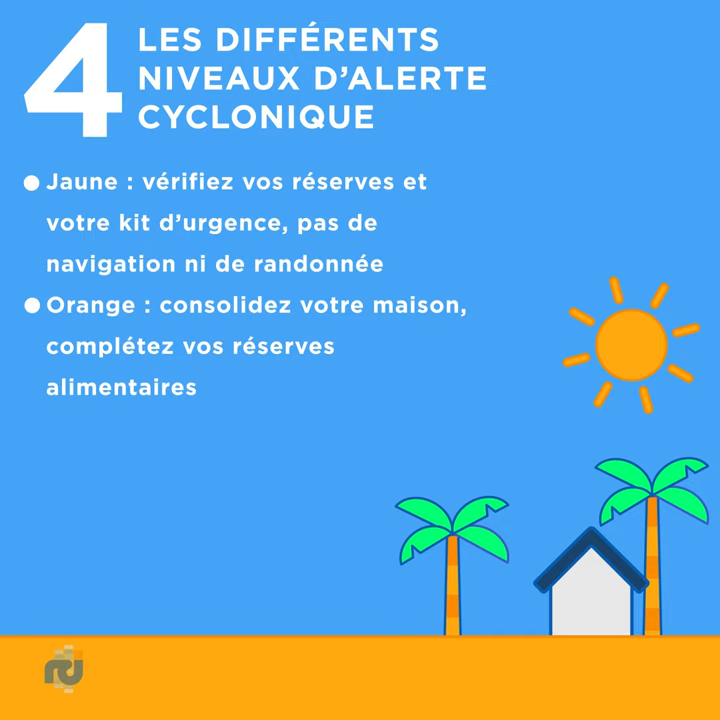 4 LES DIFFÉRENTS
NIVEAUX D'ALERTE
CYCLONIQUE
● Jaune : vérifiez vos réserves et
votre kit d'urgence, pas de
navigation ni de randonnée
● Orange : consolidez votre maison,
complétez vos réserves
alimentaires